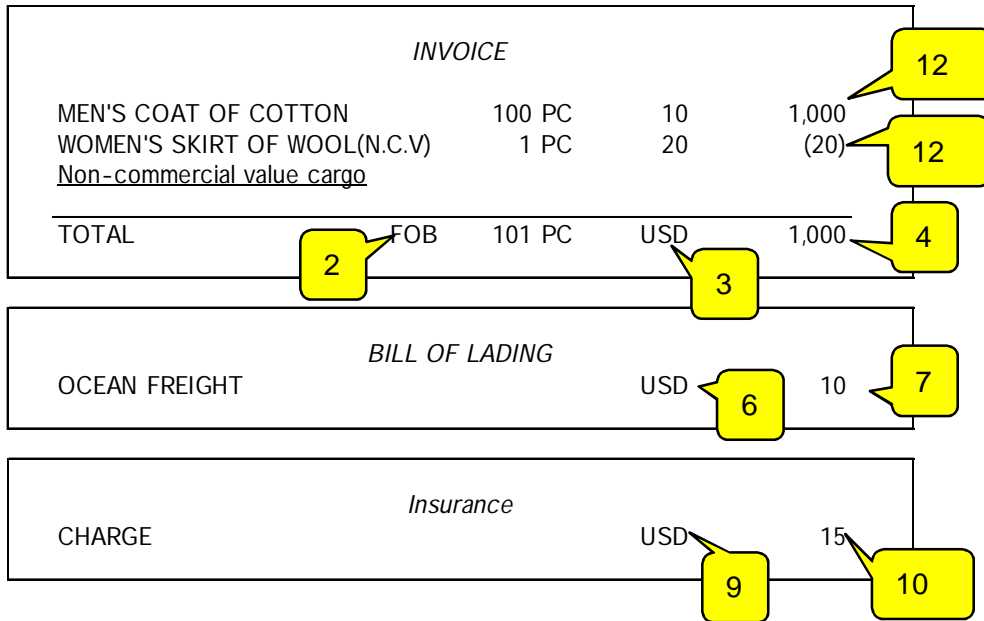 INVOICE
12
MEN'S COAT OF COTTON 100 PC 10 1,000
WOMEN'S SKIRT OF WOOL(N.C.V) 1 PC 20 (20)
12
Non-commercial value cargo
TOTAL FOB 101 PC USD 1,000
4
2
3
BILL OF LADING
OCEAN FREIGHT USD 10
7
6
Insurance
CHARGE USD 15
9
10